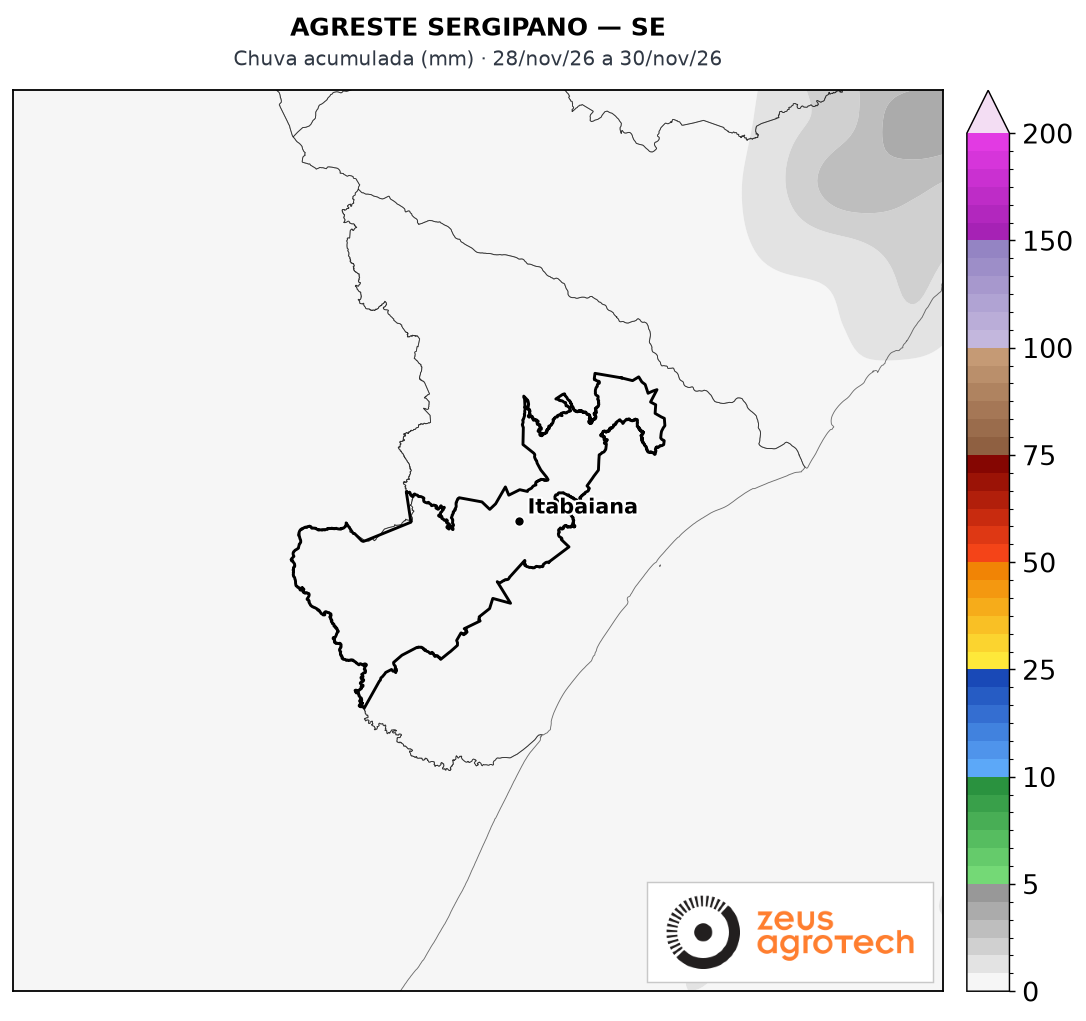 AGRESTE SERGIPANO — SE
Chuva acumulada (mm) · 28/nov/26 a 30/nov/26
200
150
100
75
50
25
10
5
0
Itabaiana
zeus
agrotech